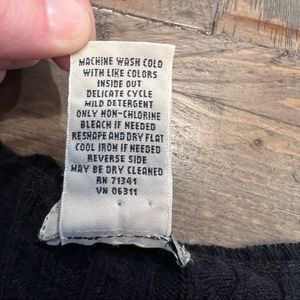 MACHINE WASH COLD
WITH LIKE COLORS
INSIDE OUT
DELICATE CYCLE
MILD DETERGENT
ONLY NON-CHLORINE
BLEACH IF NEEDED
RESHAPE AND DRY FLAT
COOL IRON IF NEEDED
REVERSE SIDE
MAY BE DRY CLEANED
RN 71341
VN 06311